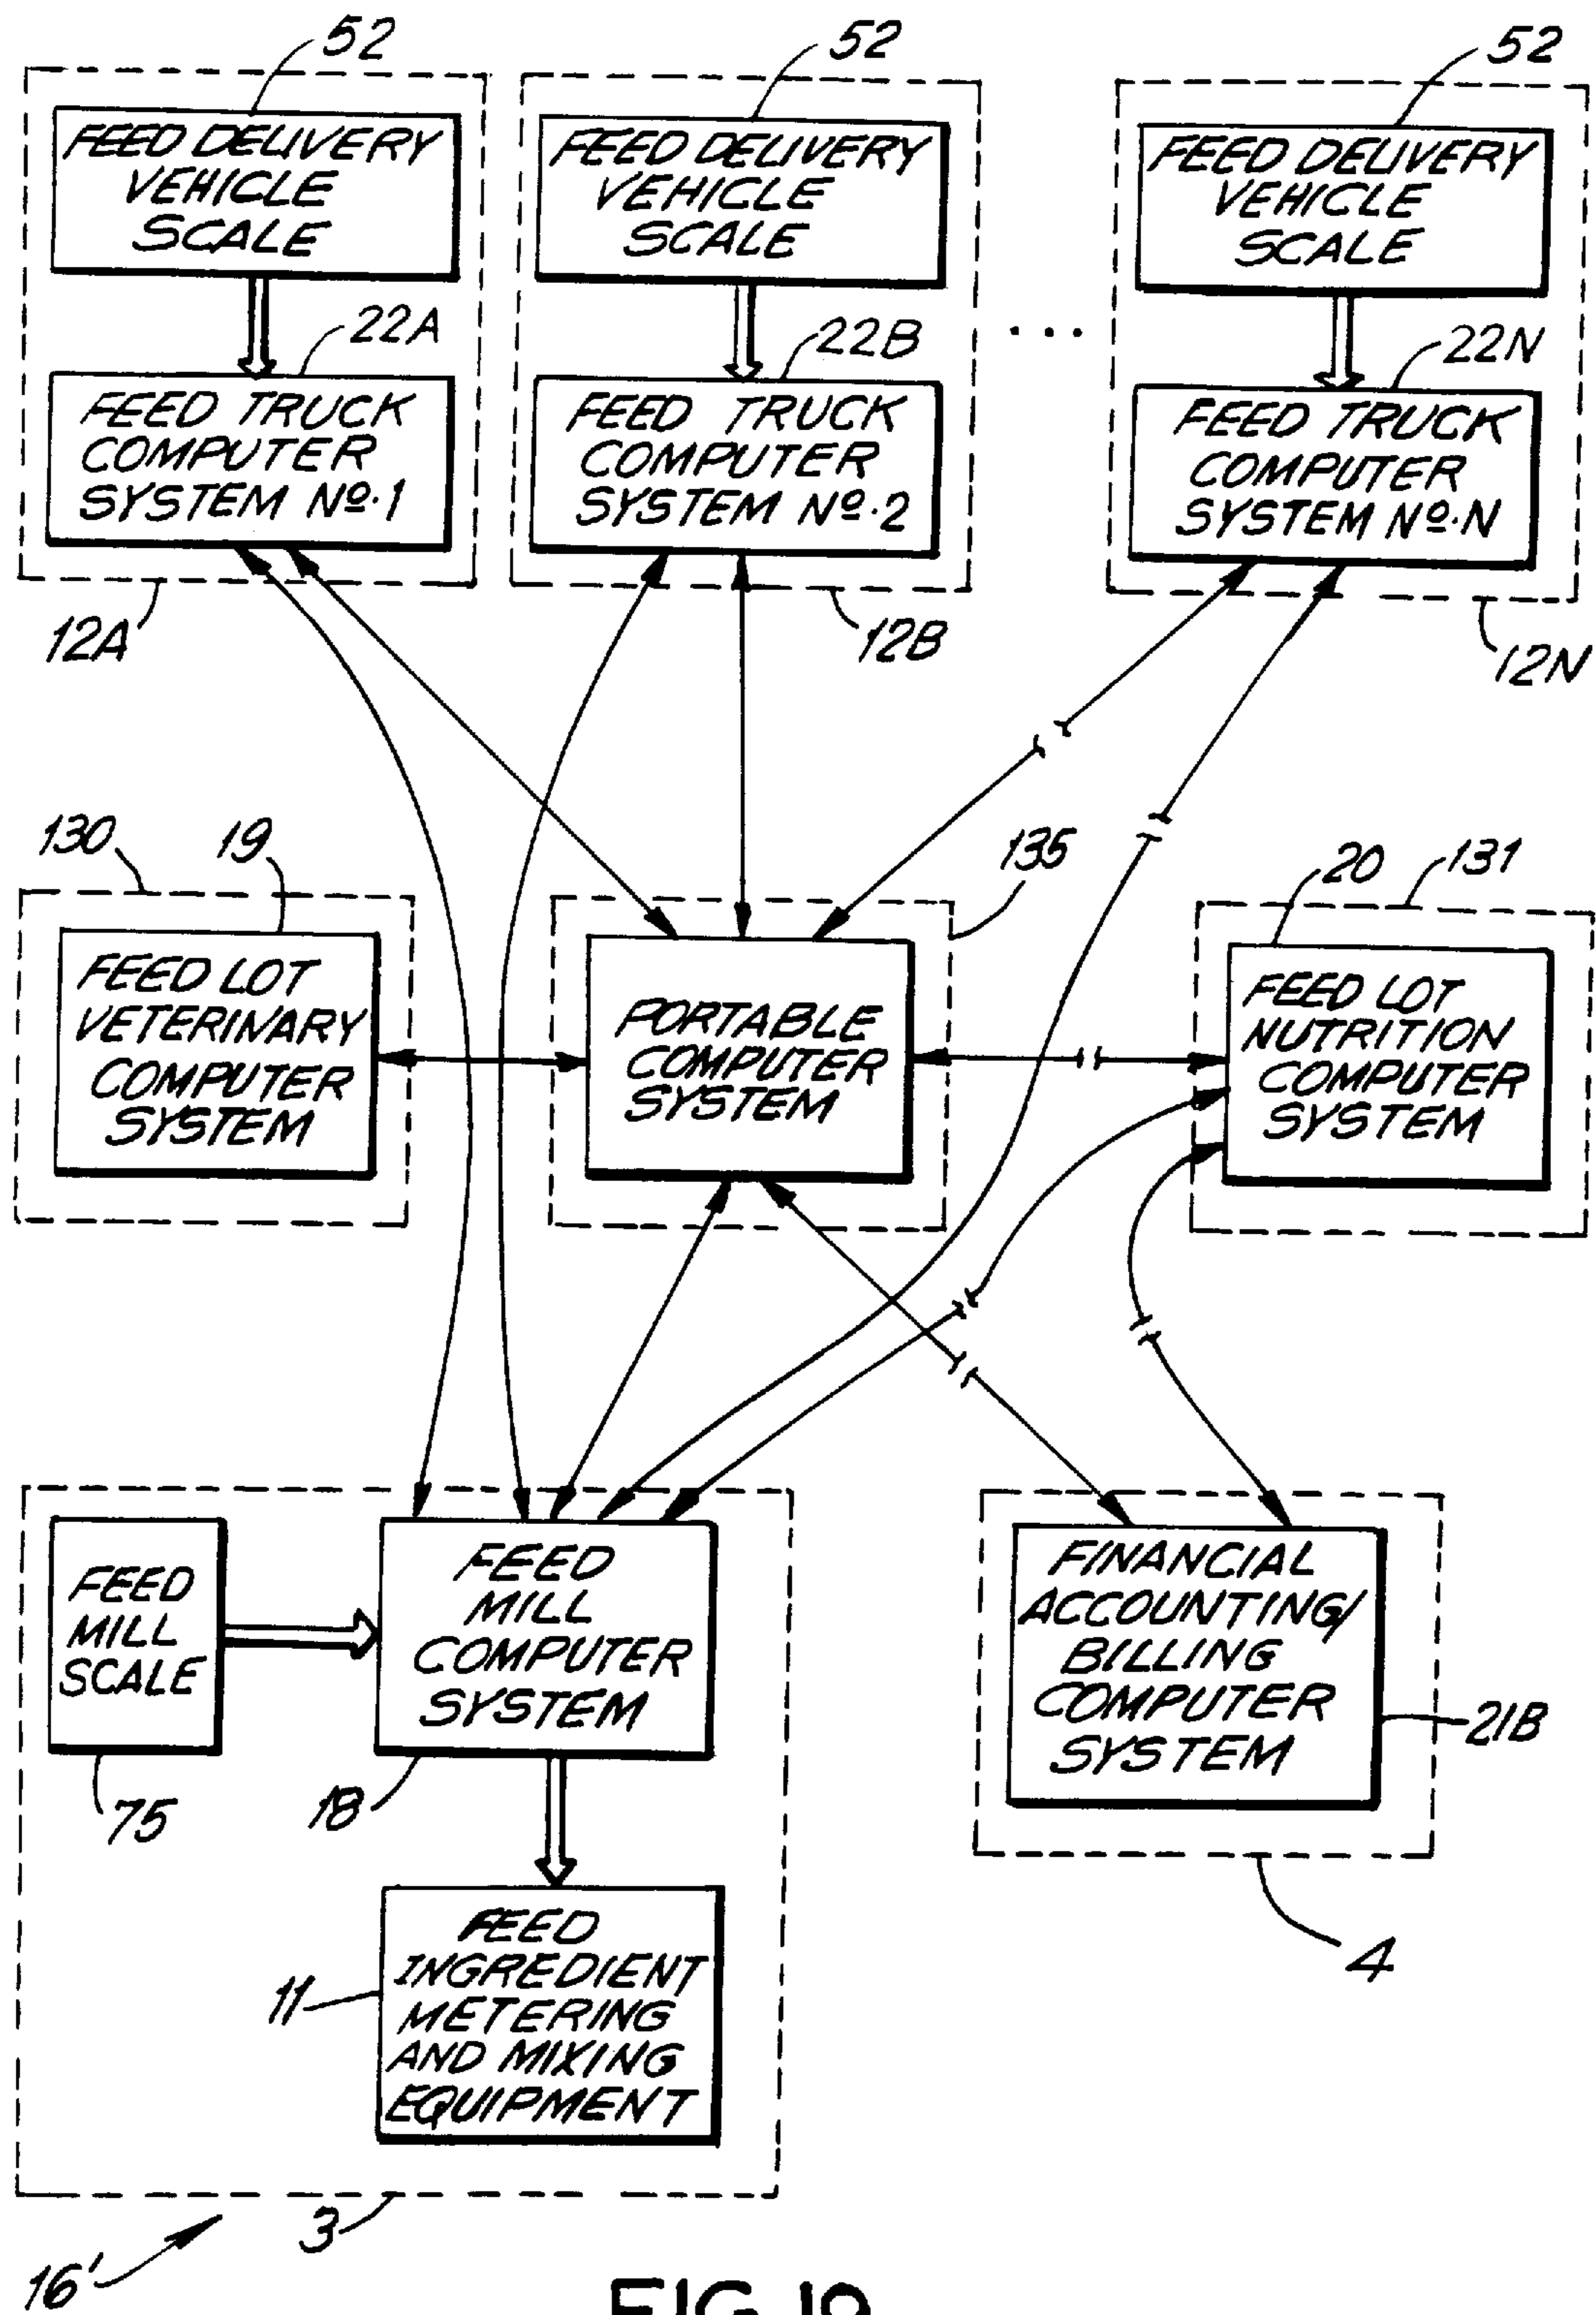 52
52
52
FEED DELIVERY
VEHICLE
SCALE
FEED DELIVERY
VEHICLE
SCALE
FEED DELIVERY
VEHICLE
SCALE
22A
22B
...
22N
FEED TRUCK
COMPUTER
SYSTEM Nº.1
FEED TRUCK
COMPUTER
SYSTEM Nº.2
FEED TRUCK
COMPUTER
SYSTEM Nº.N
12A
12B
12N
130
19
135
20
131
FEED LOT
VETERINARY
COMPUTER
SYSTEM
PORTABLE
COMPUTER
SYSTEM
FEED LOT
NUTRITION
COMPUTER
SYSTEM
FEED
MILL
SCALE
FEED
MILL
COMPUTER
SYSTEM
FINANCIAL
ACCOUNTING/
BILLING
COMPUTER
SYSTEM
21B
75
18
4
11
FEED
INGREDIENT
METERING
AND MIXING
EQUIPMENT
3
16'